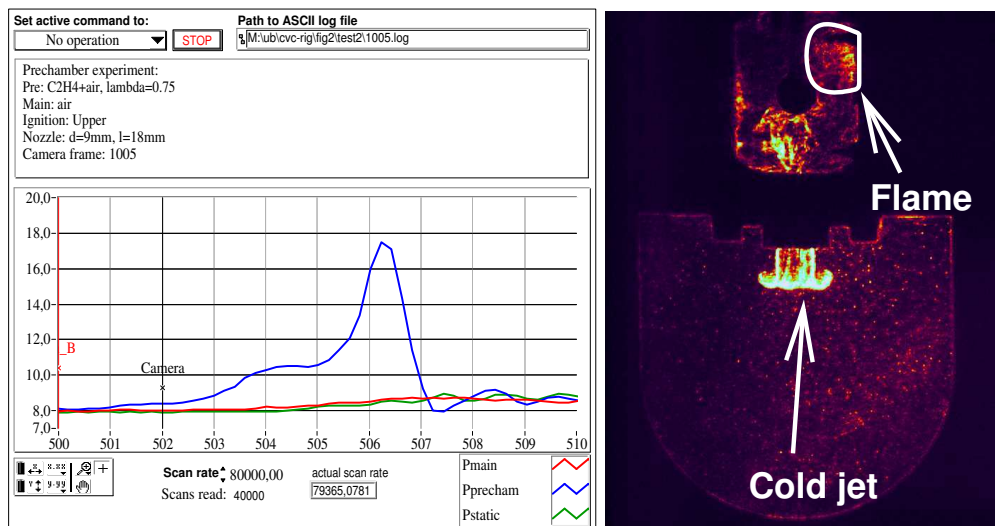 Set active command to:
No operation
STOP
Path to ASCII log file
M:\ub\cvc-rig\fig2\test2\1005.log
Prechamber experiment:
Pre: C2H4+air, lambda=0.75
Main: air
Ignition: Upper
Nozzle: d=9mm, l=18mm
Camera frame: 1005
20,0
18,0
16,0
14,0
12,0
10,0
8,0
7,0
_B
Camera
500 501 502 503 504 505 506 507 508 509 510
x x.xx
Y y.yy
Scan rate 80000,00
Scans read: 40000
actual scan rate
79365,0781
Pmain
Pprecham
Pstatic
Flame
Cold jet